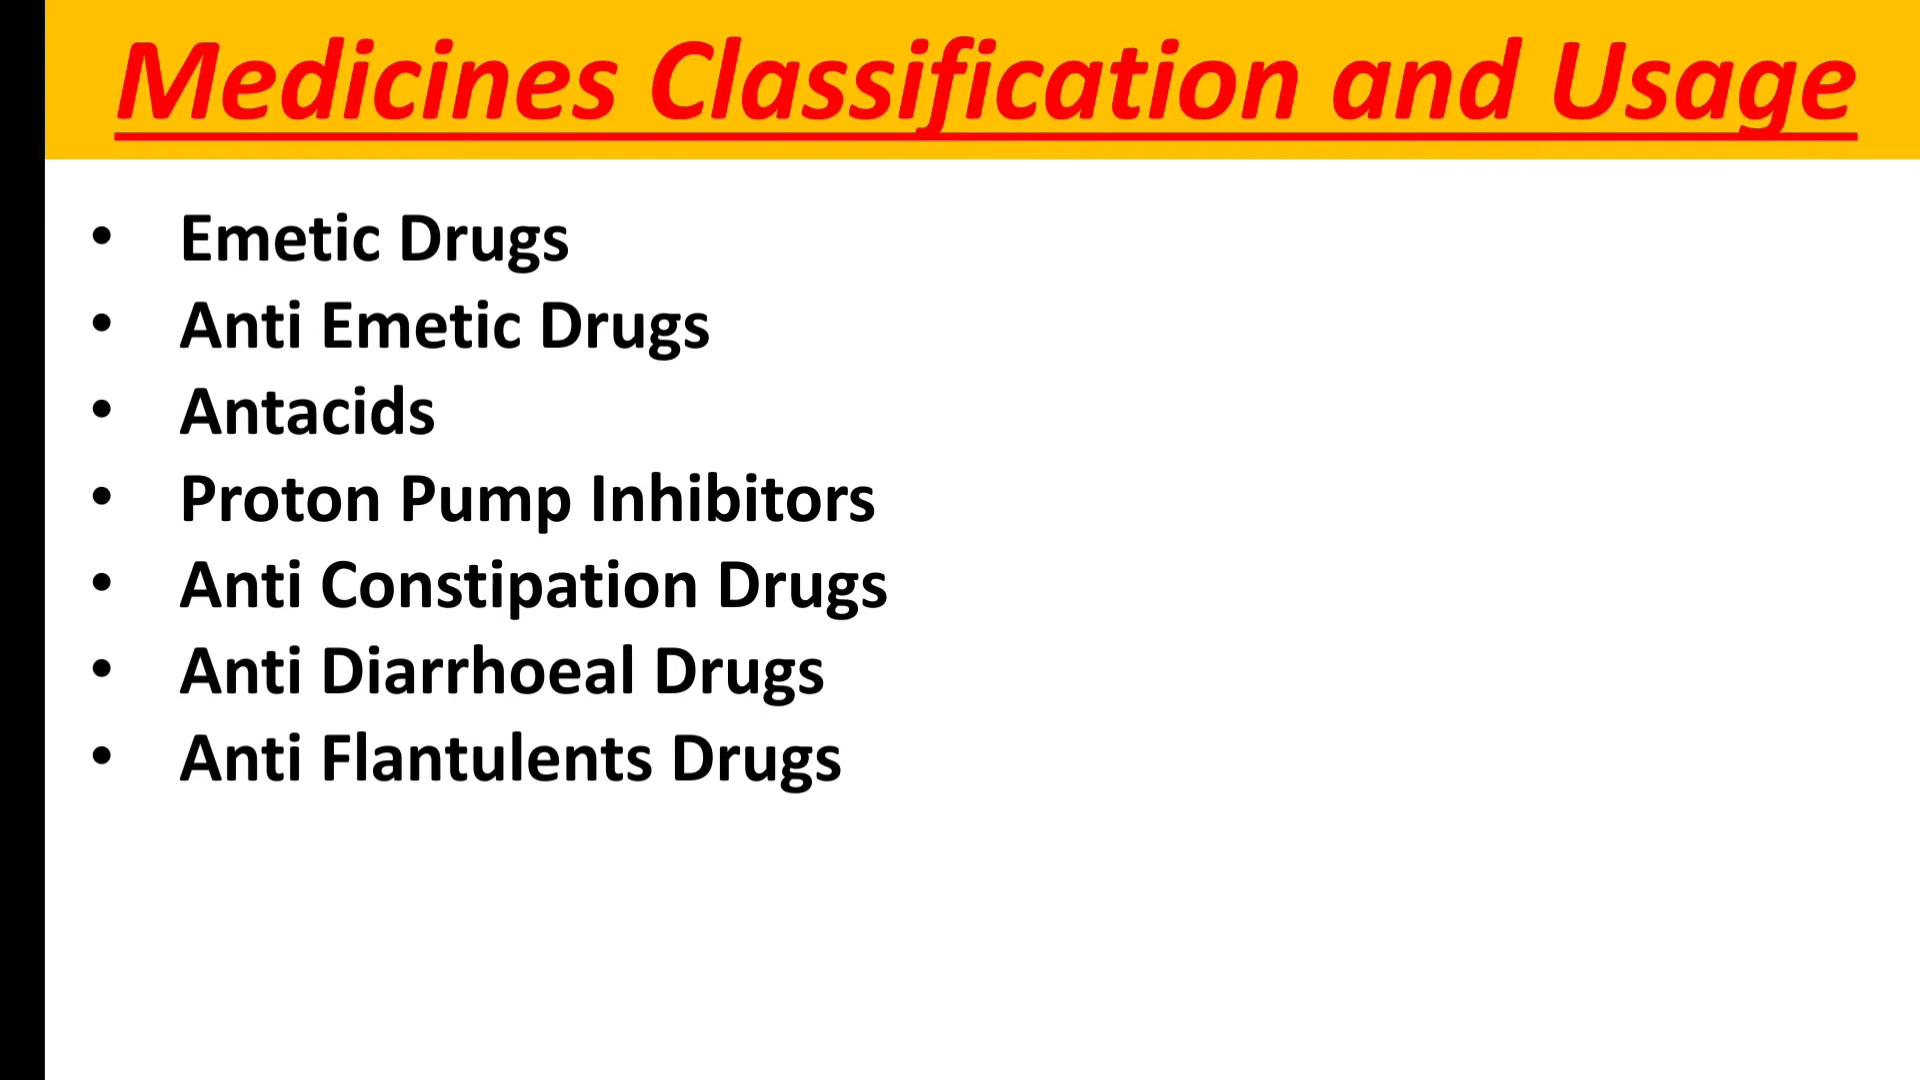 Medicines Classification and Usage
• Emetic Drugs
• Anti Emetic Drugs
• Antacids
• Proton Pump Inhibitors
• Anti Constipation Drugs
• Anti Diarrhoeal Drugs
• Anti Flantulents Drugs